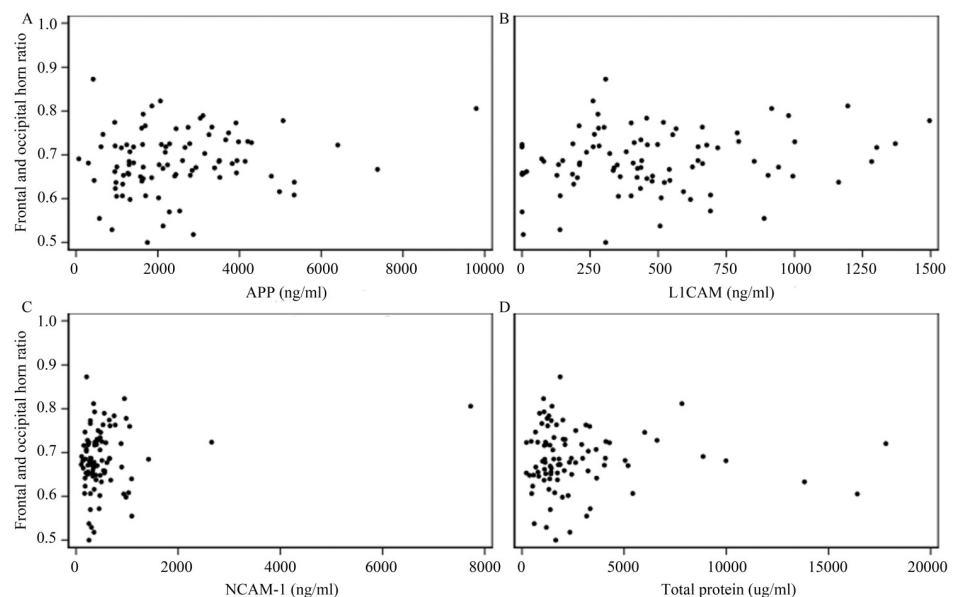 A
B
1.0
0.9
0.8
0.7
0.6
0.5
Frontal and occipital horn ratio
0 2000 4000 6000 8000 10000
APP (ng/ml)
0 250 500 750 1000 1250 1500
L1CAM (ng/ml)
C
D
1.0
0.9
0.8
0.7
0.6
0.5
Frontal and occipital horn ratio
0 2000 4000 6000 8000
NCAM-1 (ng/ml)
0 5000 10000 15000 20000
Total protein (ug/ml)